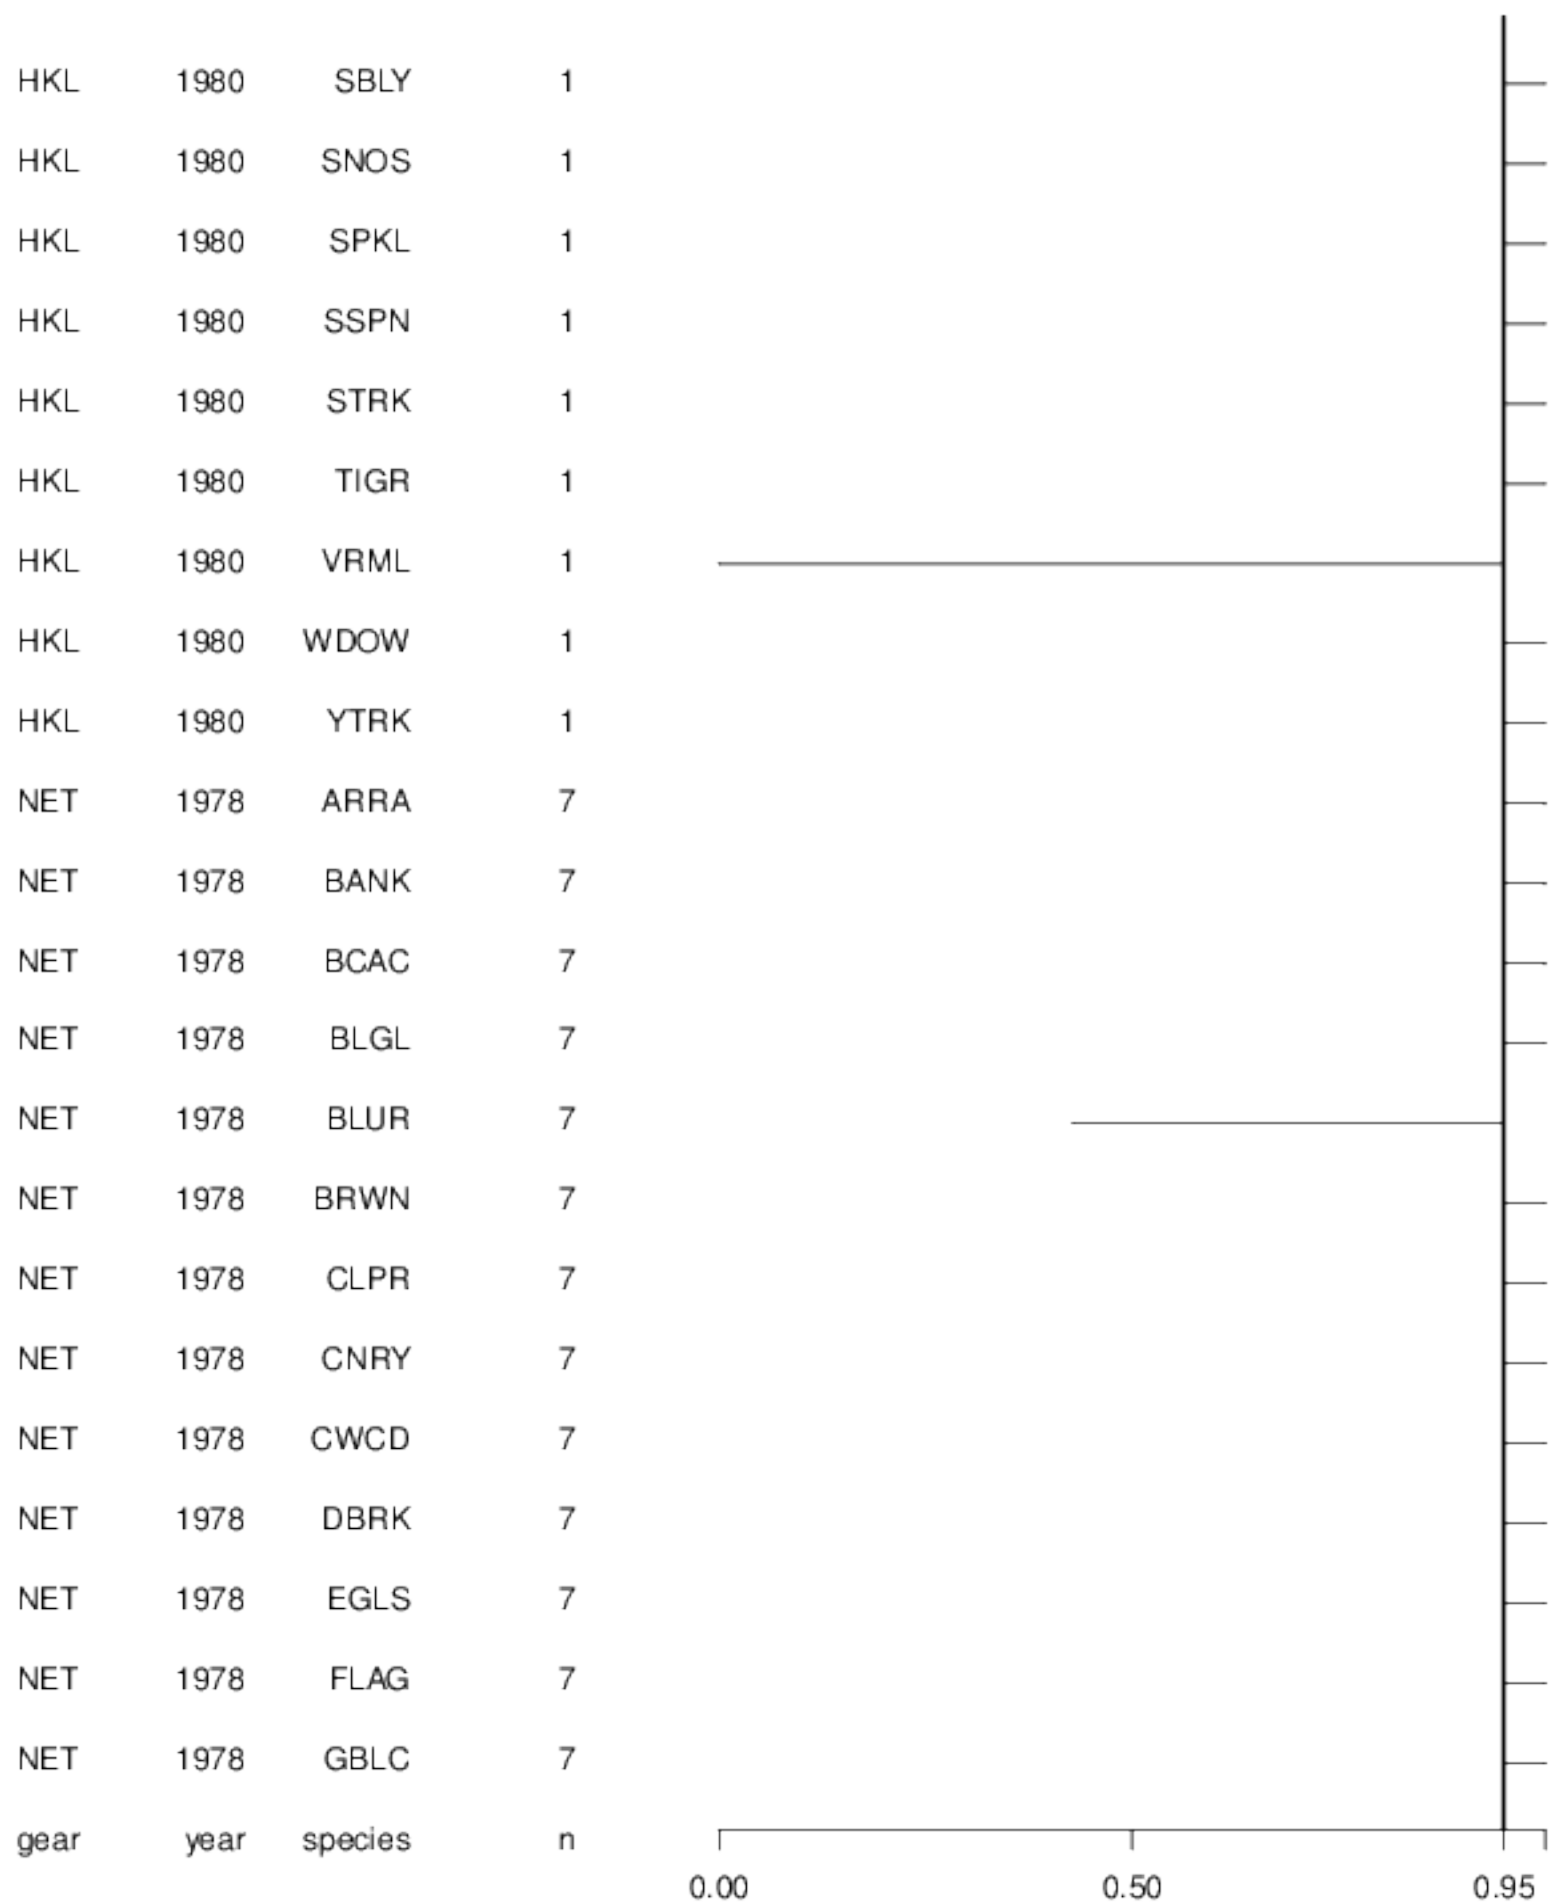 HKL 1980 SBLY 1
HKL 1980 SNOS 1
HKL 1980 SPKL 1
HKL 1980 SSPN 1
HKL 1980 STRK 1
HKL 1980 TIGR 1
HKL 1980 VRML 1
HKL 1980 WDOW 1
HKL 1980 YTRK 1
NET 1978 ARRA 7
NET 1978 BANK 7
NET 1978 BCAC 7
NET 1978 BLGL 7
NET 1978 BLUR 7
NET 1978 BRWN 7
NET 1978 CLPR 7
NET 1978 CNRY 7
NET 1978 CWCD 7
NET 1978 DBRK 7
NET 1978 EGLS 7
NET 1978 FLAG 7
NET 1978 GBLC 7
gear year species n
0.00 0.50 0.95